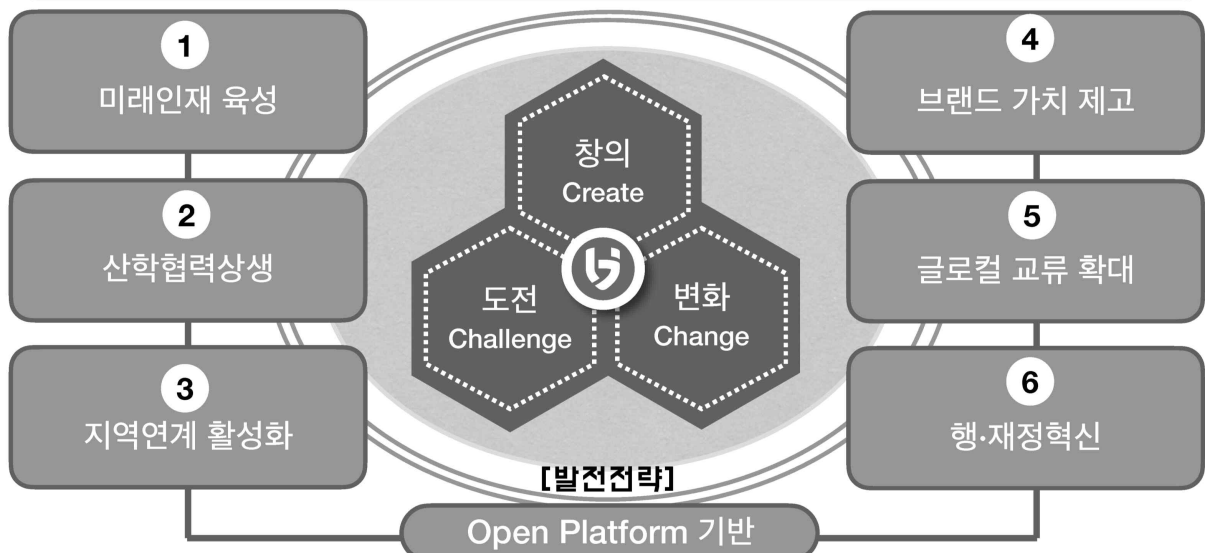 1
미래인재 육성
2
산학협력상생
3
지역연계 활성화
창의
Create
도전
Challenge
변화
Change
4
브랜드 가치 제고
5
글로컬 교류 확대
6
행·재정혁신
[발전전략]
Open Platform 기반